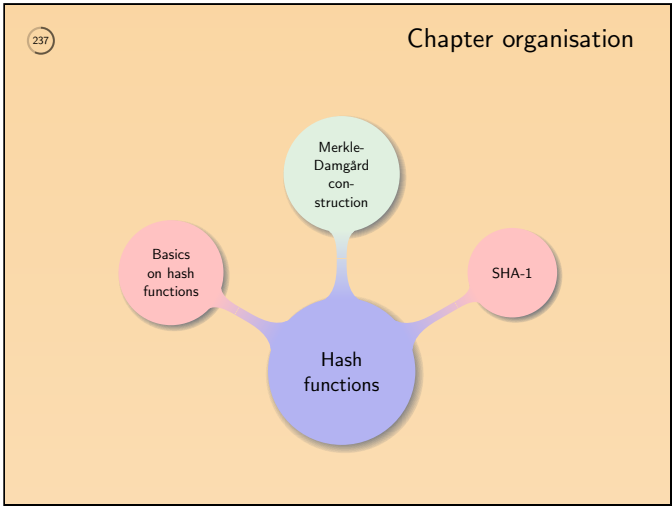 237
Chapter organisation
Merkle-
Damgård
con-
struction
Basics
on hash
functions
SHA-1
Hash
functions